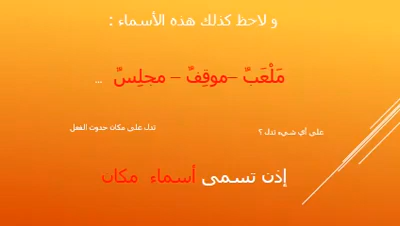 و لاحظ كذلك هذه الأسماء :
مَلْعَبٌّ –موقِفٌّ – مجلِسٌّ ...
على أي شيء تدل ؟
تدل على مكان حدوث الفعل
إذن تسمى أسماء مكان